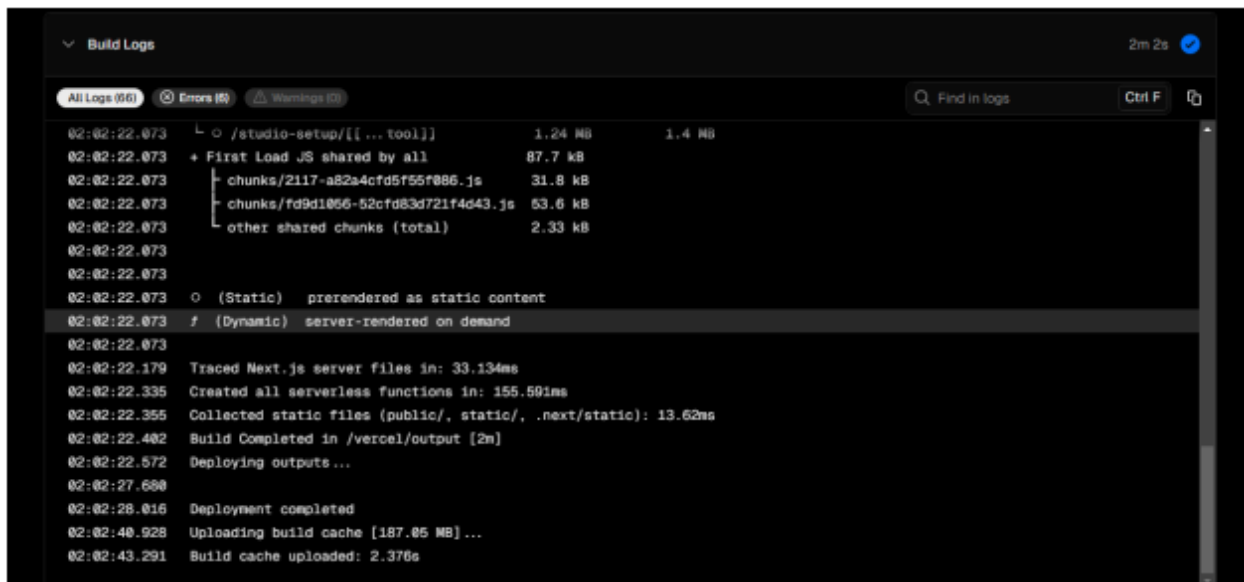 Build Logs 2m 2s
All Logs (66) Errors (6) Warnings (0) Find in logs Ctrl F
02:02:22.073 └ ○ /studio-setup/[[...tool]] 1.24 MB 1.4 MB
02:02:22.073 + First Load JS shared by all 87.7 kB
02:02:22.073 ├ chunks/2117-a82a4cfd5f55f086.js 31.8 kB
02:02:22.073 ├ chunks/fd9d1056-52cfd83d721f4d43.js 53.6 kB
02:02:22.073 └ other shared chunks (total) 2.33 kB
02:02:22.073
02:02:22.073
02:02:22.073 ○ (Static) prerendered as static content
02:02:22.073 ƒ (Dynamic) server-rendered on demand
02:02:22.073
02:02:22.179 Traced Next.js server files in: 33.134ms
02:02:22.335 Created all serverless functions in: 155.591ms
02:02:22.355 Collected static files (public/, static/, .next/static): 13.62ms
02:02:22.402 Build Completed in /vercel/output [2m]
02:02:22.572 Deploying outputs...
02:02:27.680
02:02:28.016 Deployment completed
02:02:40.928 Uploading build cache [187.05 MB]...
02:02:43.291 Build cache uploaded: 2.376s